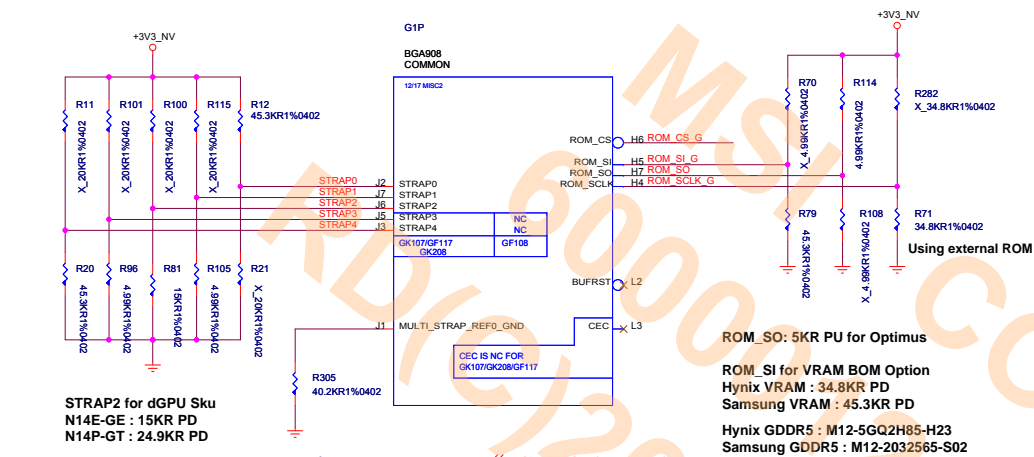 G1P
+3V3_NV
+3V3_NV
BGA908
COMMON
12/17 MISC2
R11
R101
R100
R115
R12
45.3KR1%0402
X_20KR1%0402
X_20KR1%0402
X_20KR1%0402
X_20KR1%0402
R70
X_4.99KR1%0402
R114
4.99KR1%0402
R282
X_34.8KR1%0402
ROM_CS H6 ROM_CS_G
ROM_SI H5 ROM_SI_G
ROM_SO H7 ROM_SO
ROM_SCLK H4 ROM_SCLK_G
STRAP0 J2 STRAP0
STRAP1 J7 STRAP1
STRAP2 J6 STRAP2
STRAP3 J5 STRAP3 NC
STRAP4 J3 STRAP4 NC
GK107/GF117 GF108
GK208
R20
45.3KR1%0402
R96
4.99KR1%0402
R81
15KR1%0402
R105
4.99KR1%0402
R21
X_20KR1%0402
R79
45.3KR1%0402
R108
X_4.99KR1%0402
R71
34.8KR1%0402
Using external ROM
BUFRST L2
J1 MULTI_STRAP_REF0_GND
CEC L3
CEC IS NC FOR
GK107/GK208/GF117
R305
40.2KR1%0402
ROM_SO: 5KR PU for Optimus
ROM_SI for VRAM BOM Option
Hynix VRAM : 34.8KR PD
Samsung VRAM : 45.3KR PD
Hynix GDDR5 : M12-5GQ2H85-H23
Samsung GDDR5 : M12-2032565-S02
STRAP2 for dGPU Sku
N14E-GE : 15KR PD
N14P-GT : 24.9KR PD
MSI CO
RD(C)20